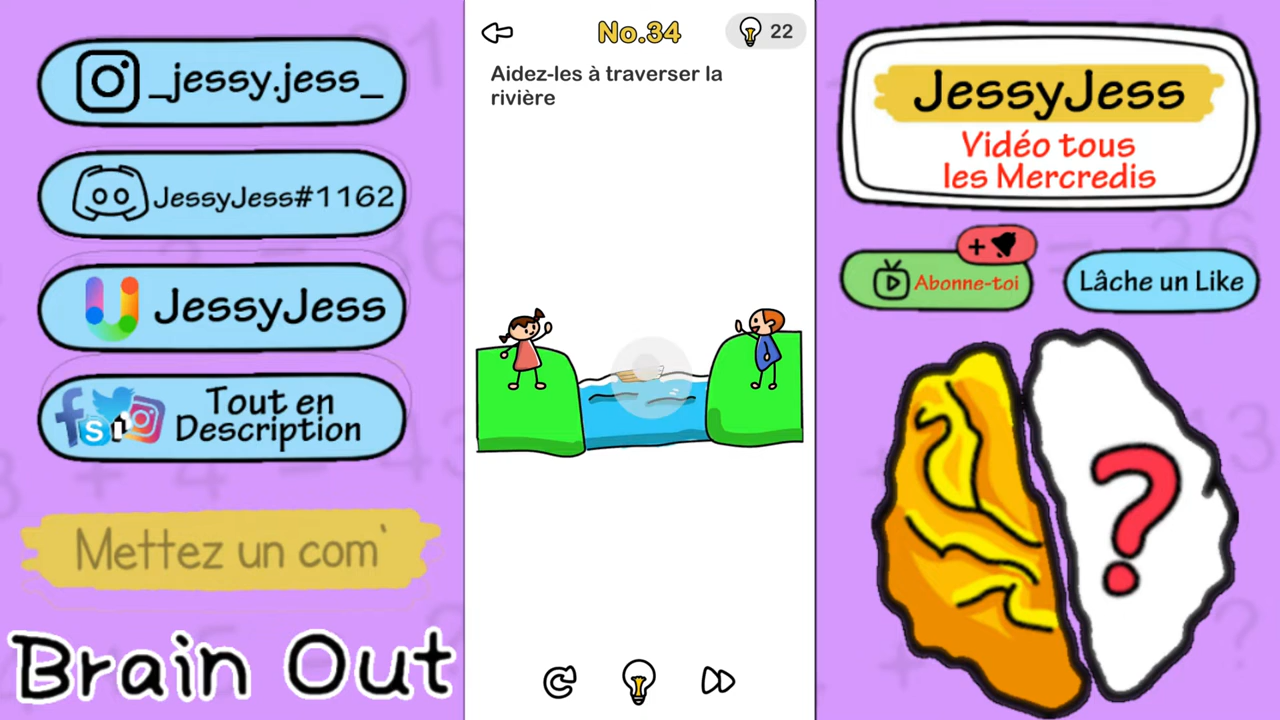 _jessy.jess_
JessyJess#1162
JessyJess
Tout en
Description
Mettez un com'
Brain Out
No.34
22
Aidez-les à traverser la
rivière
JessyJess
Vidéo tous
les Mercredis
+
Abonne-toi
Lâche un Like
?